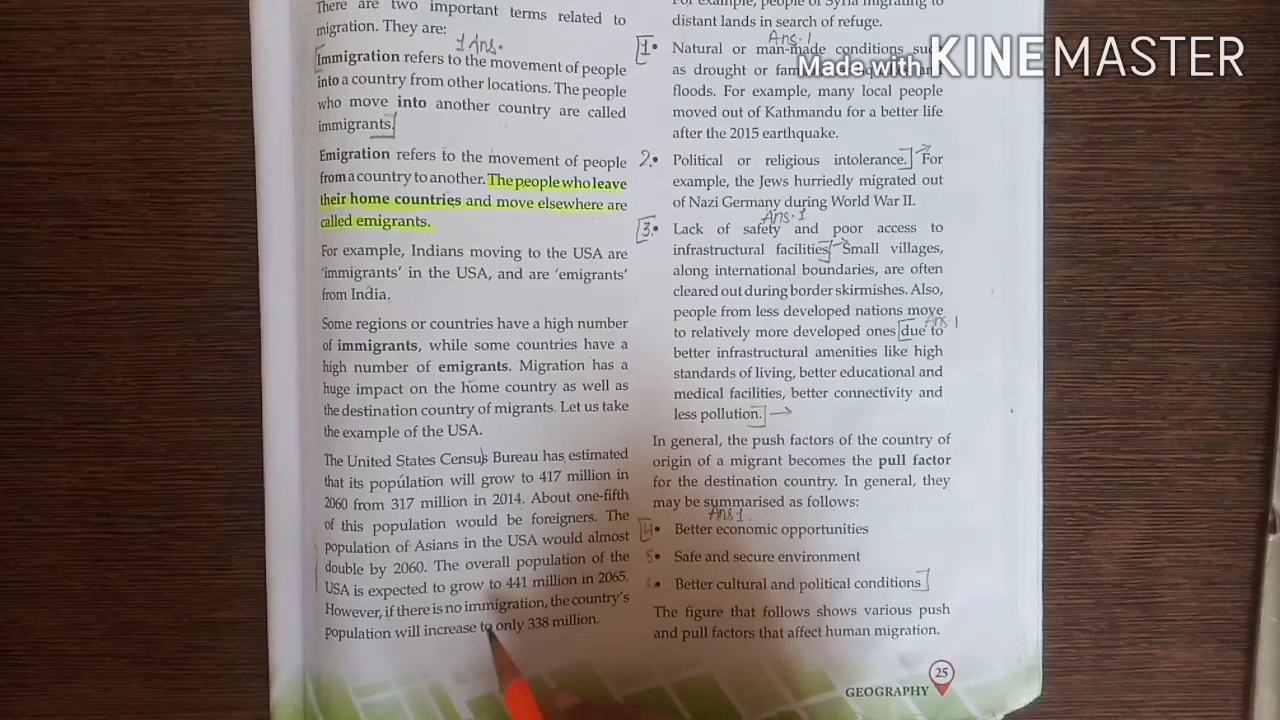 There are two important terms related to
migration. They are:
1 Ans.
Immigration refers to the movement of people
into a country from other locations. The people
who move into another country are called
immigrants.
Emigration refers to the movement of people
from a country to another. The people who leave
their home countries and move elsewhere are
called emigrants.
For example, Indians moving to the USA are
'immigrants' in the USA, and are 'emigrants'
from India.
Some regions or countries have a high number
of immigrants, while some countries have a
high number of emigrants. Migration has a
huge impact on the home country as well as
the destination country of migrants. Let us take
the example of the USA.
The United States Census Bureau has estimated
that its population will grow to 417 million in
2060 from 317 million in 2014. About one-fifth
of this population would be foreigners. The
population of Asians in the USA would almost
double by 2060. The overall population of the
USA is expected to grow to 441 million in 2065.
However, if there is no immigration, the country's
population will increase to only 338 million.
For example, people of Syria migrating to
distant lands in search of refuge.
Ans.1
1. • Natural or man-made conditions such
as drought or
floods. For example, many local people
moved out of Kathmandu for a better life
after the 2015 earthquake.
2. • Political or religious intolerance. → For
example, the Jews hurriedly migrated out
of Nazi Germany during World War II.
Ans.1
3. • Lack of safety and poor access to
infrastructural facilities. → Small villages,
along international boundaries, are often
cleared out during border skirmishes. Also,
people from less developed nations move
Ans 1
to relatively more developed ones due to
better infrastructural amenities like high
standards of living, better educational and
medical facilities, better connectivity and
less pollution. →
In general, the push factors of the country of
origin of a migrant becomes the pull factor
for the destination country. In general, they
may be summarised as follows:
Ans 1.
4 • Better economic opportunities
5 • Safe and secure environment
• Better cultural and political conditions
The figure that follows shows various push
and pull factors that affect human migration.
GEOGRAPHY 25
Made with KINEMASTER